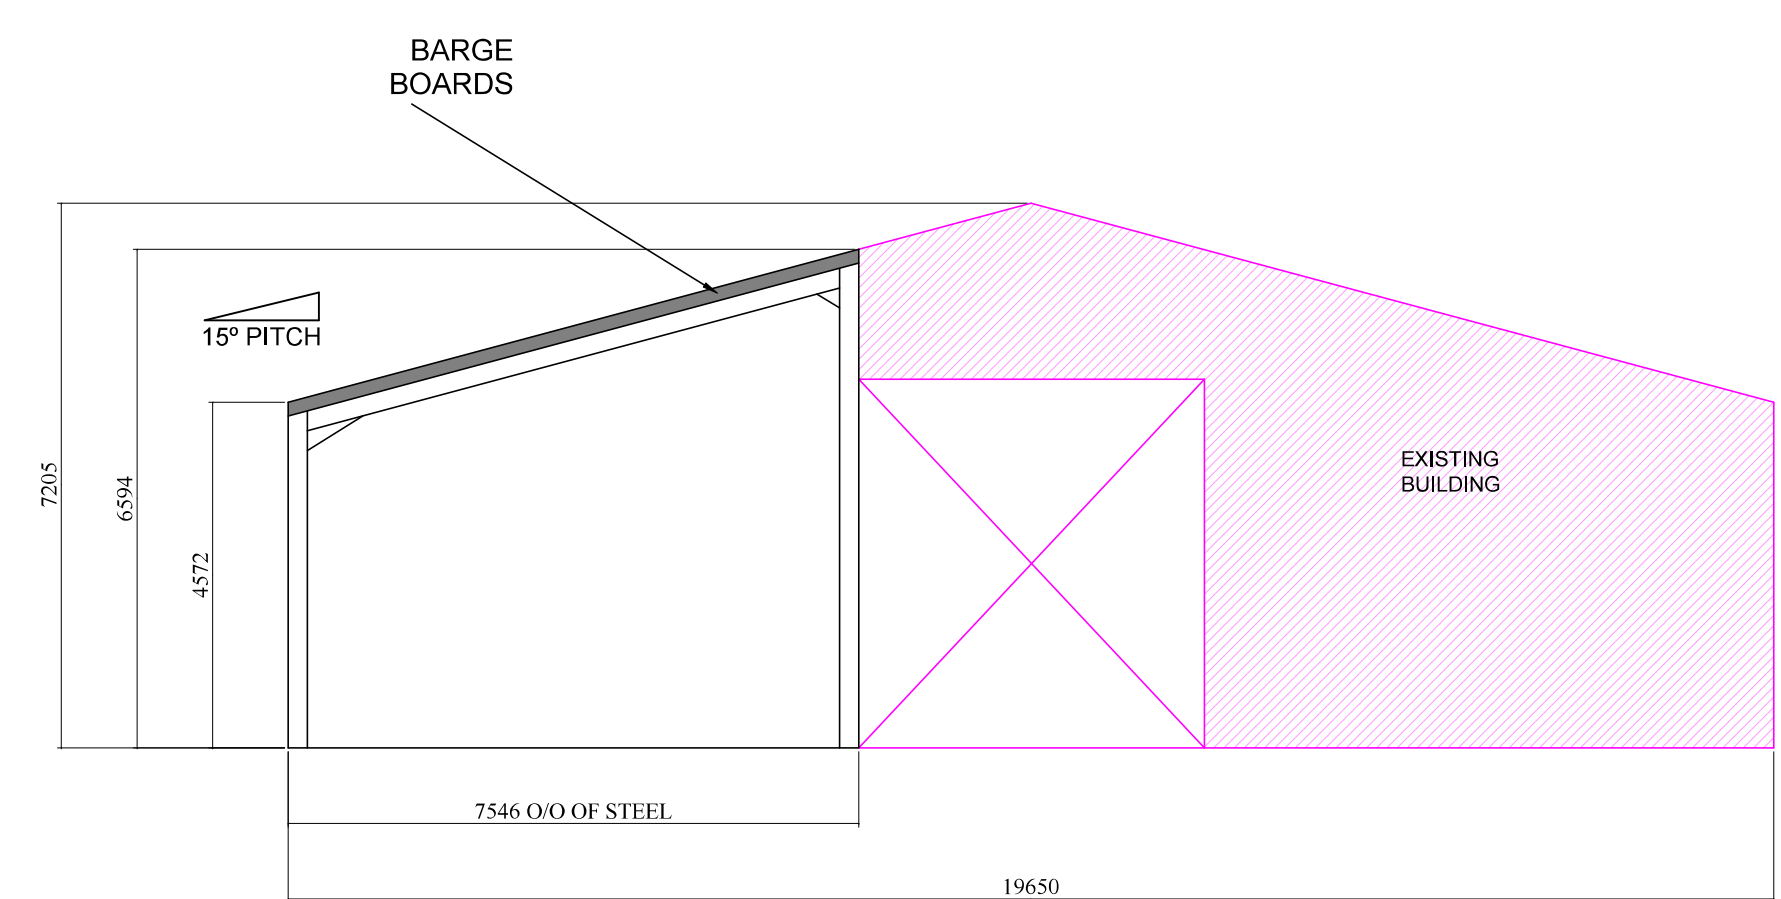 BARGE
BOARDS
15º PITCH
7205
6594
4572
EXISTING
BUILDING
7546 O/O OF STEEL
19650